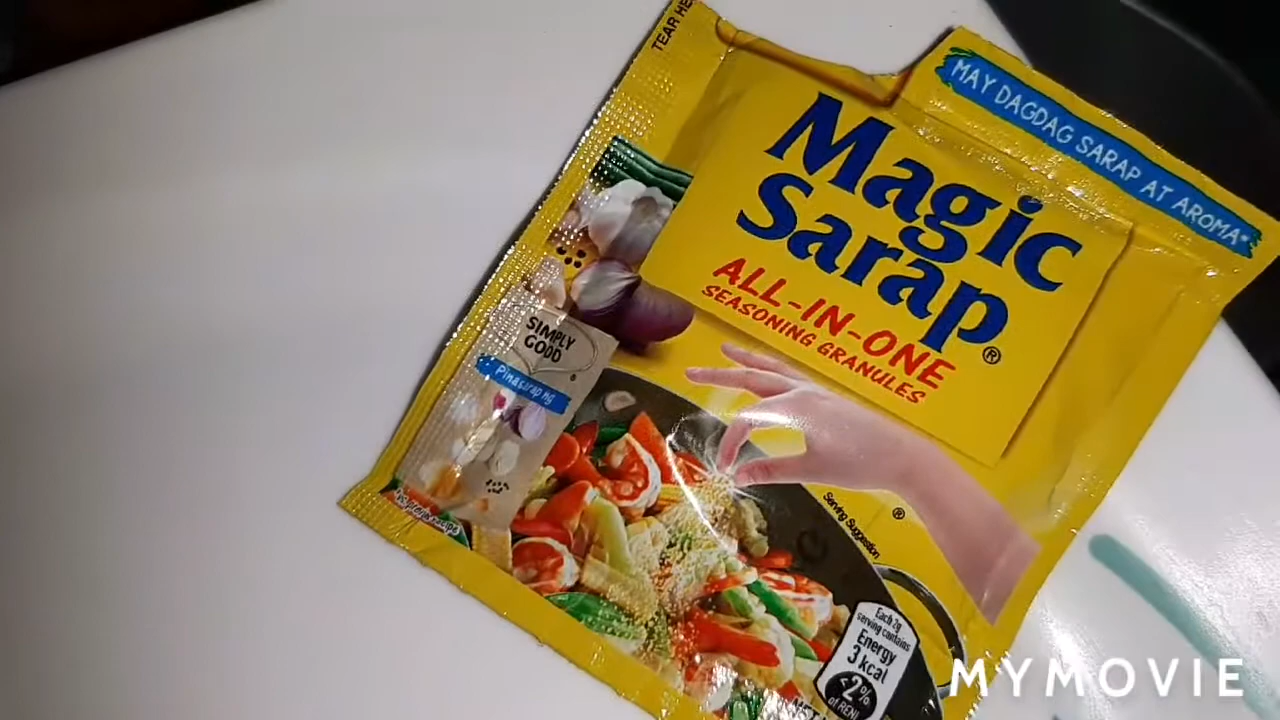 TEAR HE
MAY DAGDAG SARAP AT AROMA*
Magic
Sarap®
ALL-IN-ONE
SEASONING GRANULES
SIMPLY
GOOD
®
Pinasarap ng
®
Serving Suggestion
Each 2g
serving contains
Energy
3 kcal
<2%
of RENI
NET
MYMOVIE